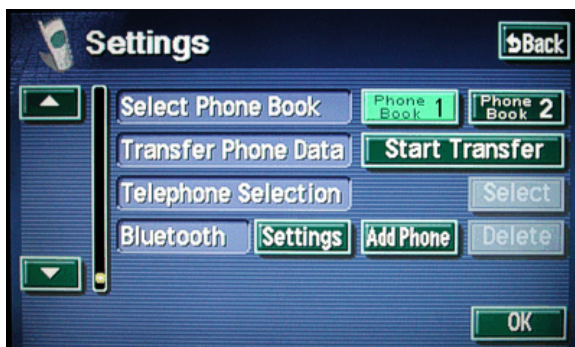 Settings
Back
Select Phone Book Phone Book 1 Phone Book 2
Transfer Phone Data Start Transfer
Telephone Selection Select
Bluetooth Settings Add Phone Delete
OK